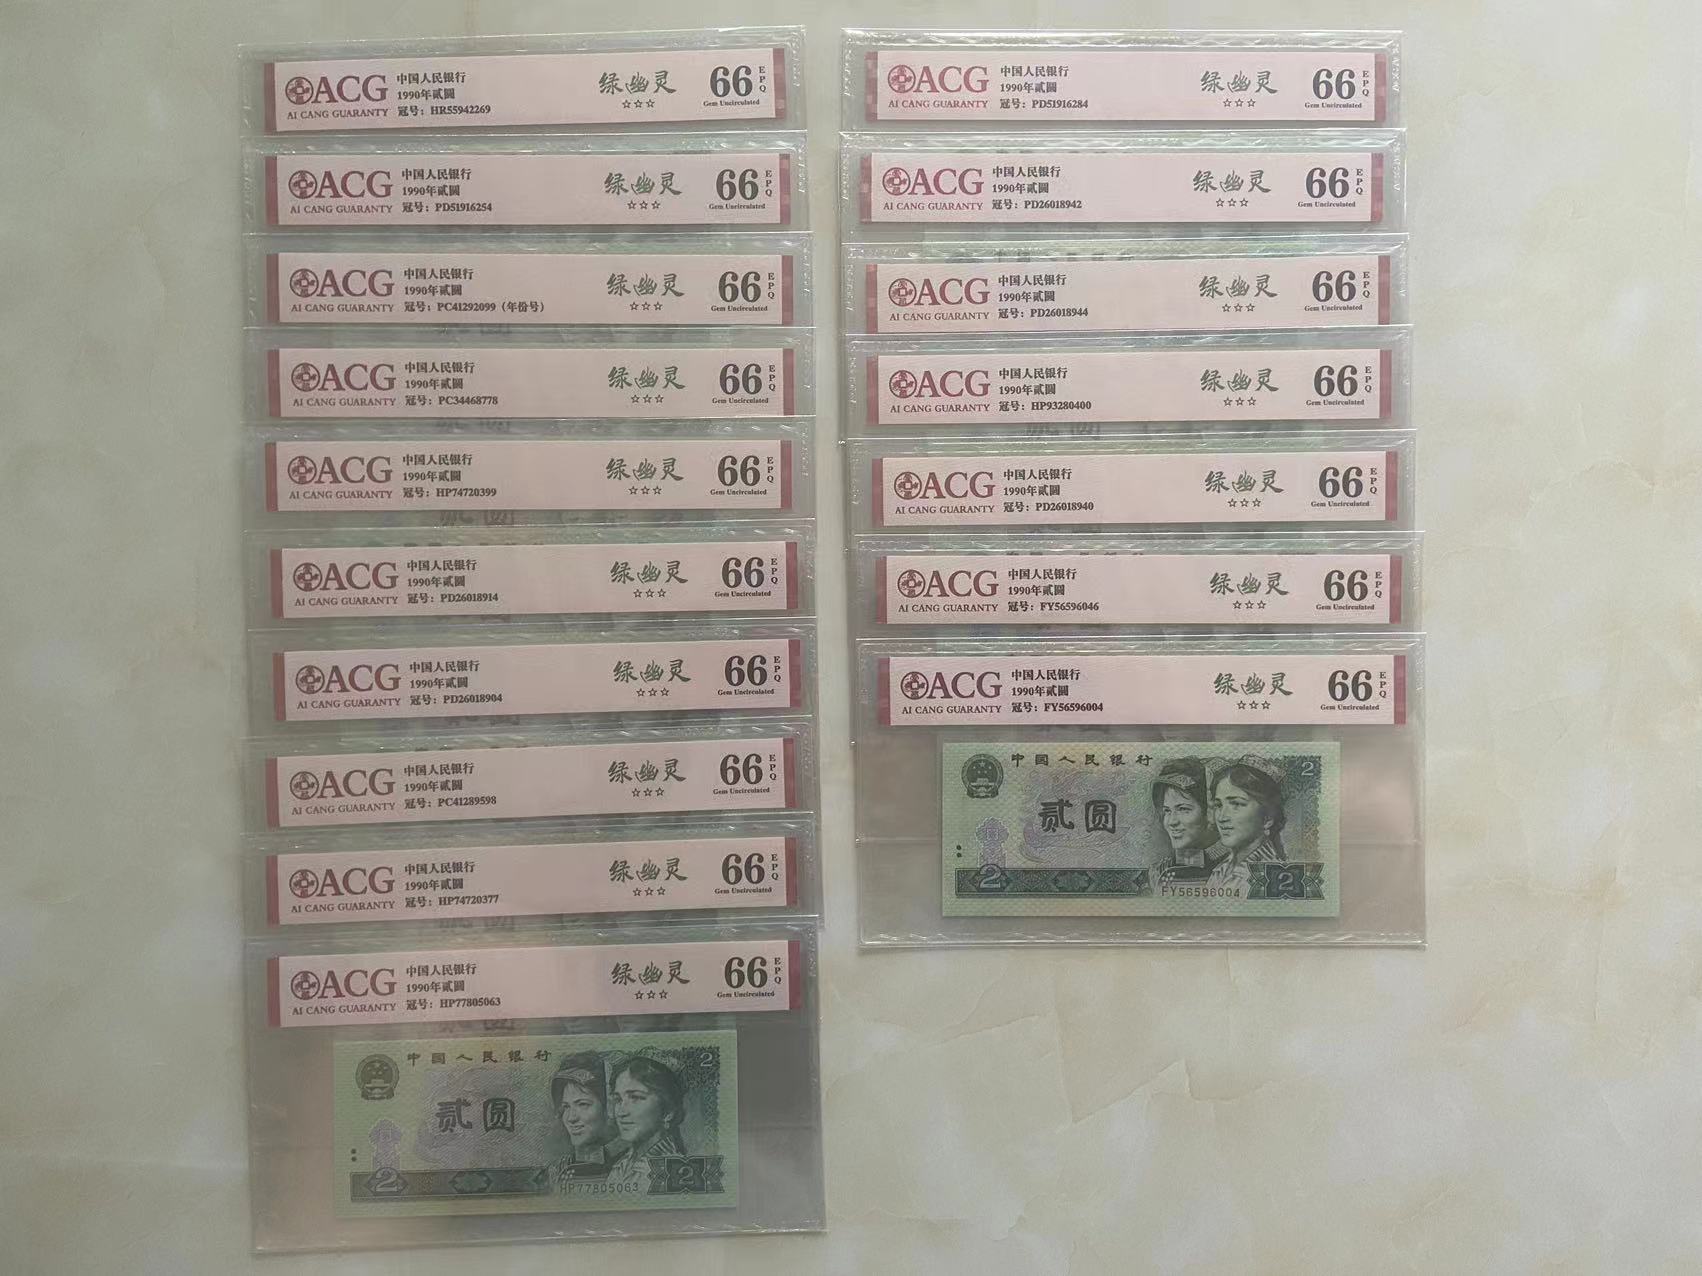 ACG
AI CANG GUARANTY
中国人民银行
1990年贰圆
冠号：HR55942269
绿幽灵
☆☆☆
66 EPQ
Gem Uncirculated
ACG
AI CANG GUARANTY
中国人民银行
1990年贰圆
冠号：PD51916254
绿幽灵
☆☆☆
66 EPQ
Gem Uncirculated
ACG
AI CANG GUARANTY
中国人民银行
1990年贰圆
冠号：PC41292099（年份号）
绿幽灵
☆☆☆
66 EPQ
Gem Uncirculated
ACG
AI CANG GUARANTY
中国人民银行
1990年贰圆
冠号：PC34468778
绿幽灵
☆☆☆
66 EPQ
Gem Uncirculated
ACG
AI CANG GUARANTY
中国人民银行
1990年贰圆
冠号：HP74720399
绿幽灵
☆☆☆
66 EPQ
Gem Uncirculated
ACG
AI CANG GUARANTY
中国人民银行
1990年贰圆
冠号：PD26018914
绿幽灵
☆☆☆
66 EPQ
Gem Uncirculated
ACG
AI CANG GUARANTY
中国人民银行
1990年贰圆
冠号：PD26018904
绿幽灵
☆☆☆
66 EPQ
Gem Uncirculated
ACG
AI CANG GUARANTY
中国人民银行
1990年贰圆
冠号：PC41289598
绿幽灵
☆☆☆
66 EPQ
Gem Uncirculated
ACG
AI CANG GUARANTY
中国人民银行
1990年贰圆
冠号：HP74720377
绿幽灵
☆☆☆
66 EPQ
Gem Uncirculated
ACG
AI CANG GUARANTY
中国人民银行
1990年贰圆
冠号：HP77805063
绿幽灵
☆☆☆
66 EPQ
Gem Uncirculated
中国人民银行
2
贰圆
2
HP77805063
2
ACG
AI CANG GUARANTY
中国人民银行
1990年贰圆
冠号：PD51916284
绿幽灵
☆☆☆
66 EPQ
Gem Uncirculated
ACG
AI CANG GUARANTY
中国人民银行
1990年贰圆
冠号：PD26018942
绿幽灵
☆☆☆
66 EPQ
Gem Uncirculated
ACG
AI CANG GUARANTY
中国人民银行
1990年贰圆
冠号：PD26018944
绿幽灵
☆☆☆
66 EPQ
Gem Uncirculated
ACG
AI CANG GUARANTY
中国人民银行
1990年贰圆
冠号：HP93280400
绿幽灵
☆☆☆
66 EPQ
Gem Uncirculated
ACG
AI CANG GUARANTY
中国人民银行
1990年贰圆
冠号：PD26018940
绿幽灵
☆☆☆
66 EPQ
Gem Uncirculated
ACG
AI CANG GUARANTY
中国人民银行
1990年贰圆
冠号：FY56596046
绿幽灵
☆☆☆
66 EPQ
Gem Uncirculated
ACG
AI CANG GUARANTY
中国人民银行
1990年贰圆
冠号：FY56596004
绿幽灵
☆☆☆
66 EPQ
Gem Uncirculated
中国人民银行
2
贰圆
2
FY56596004
2